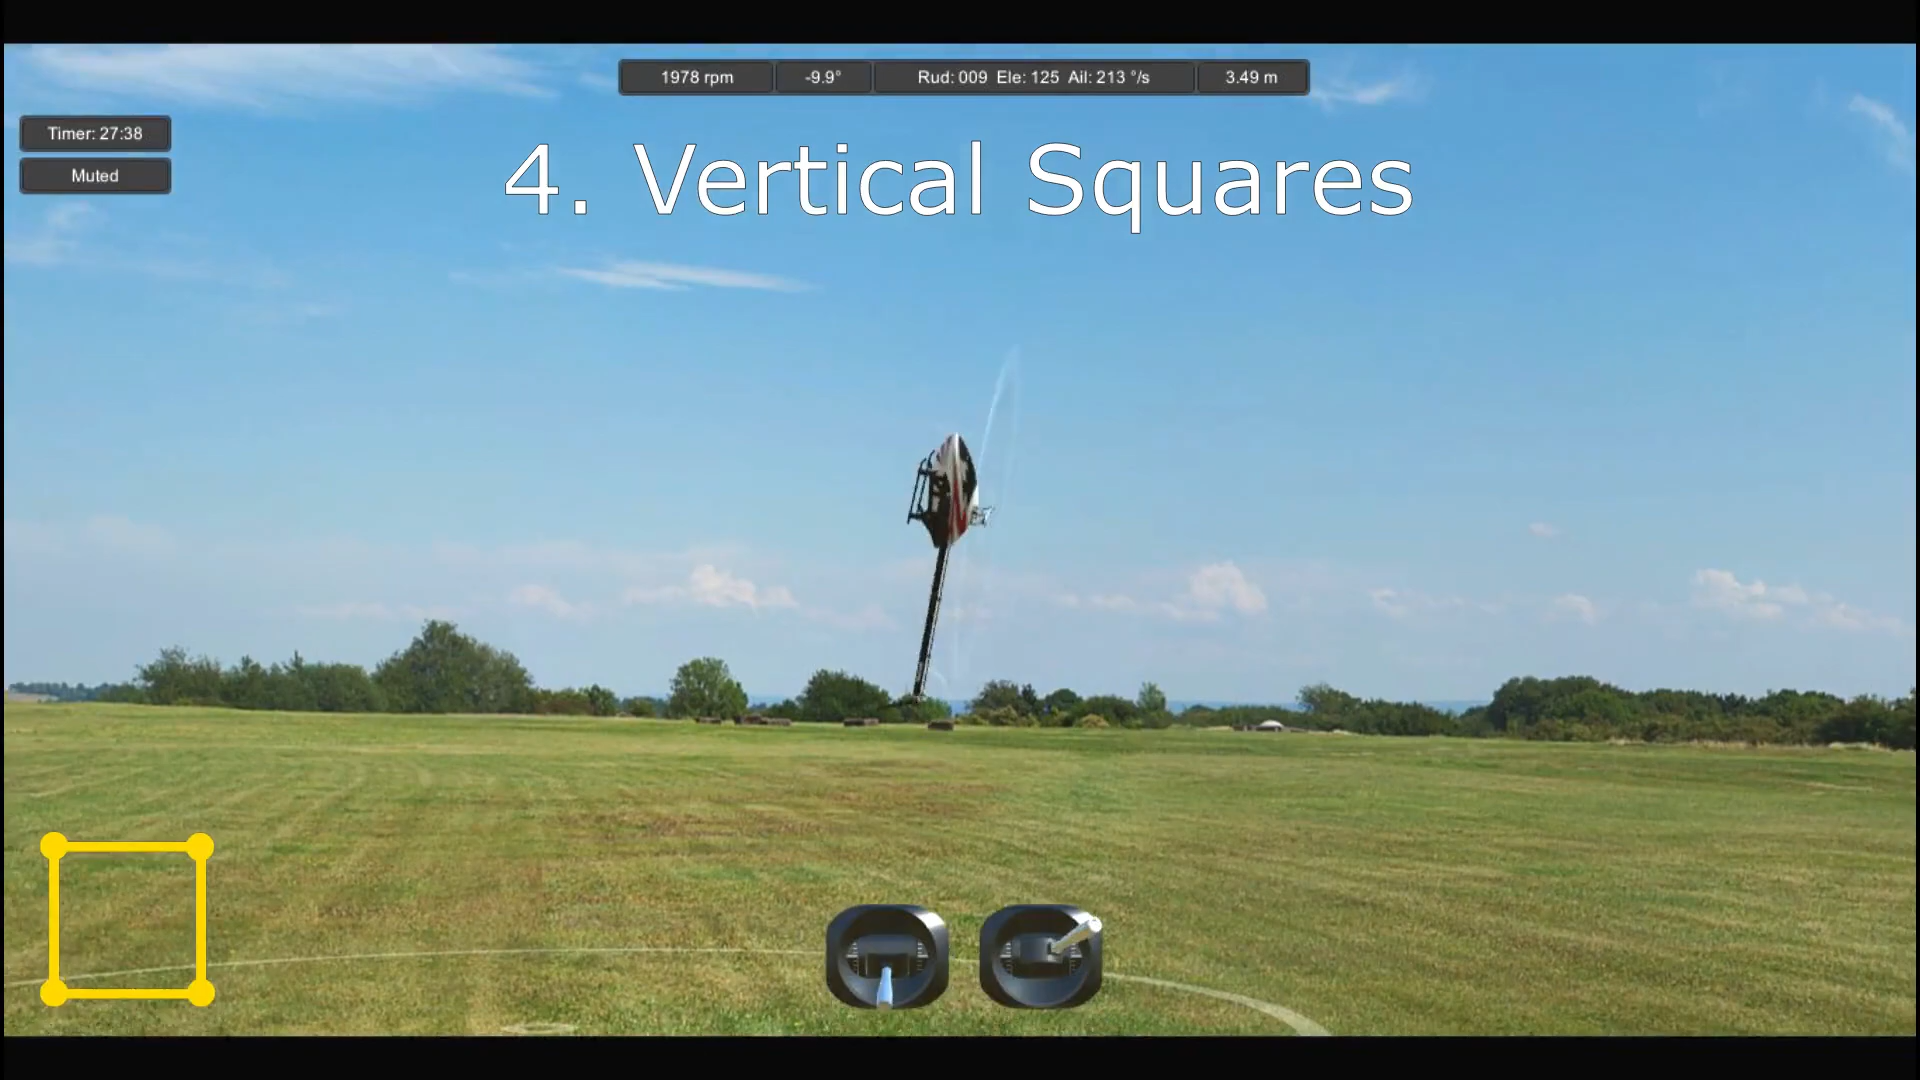 1978 rpm -9.9° Rud: 009 Ele: 125 Ail: 213 °/s 3.49 m
Timer: 27:38
Muted
4. Vertical Squares